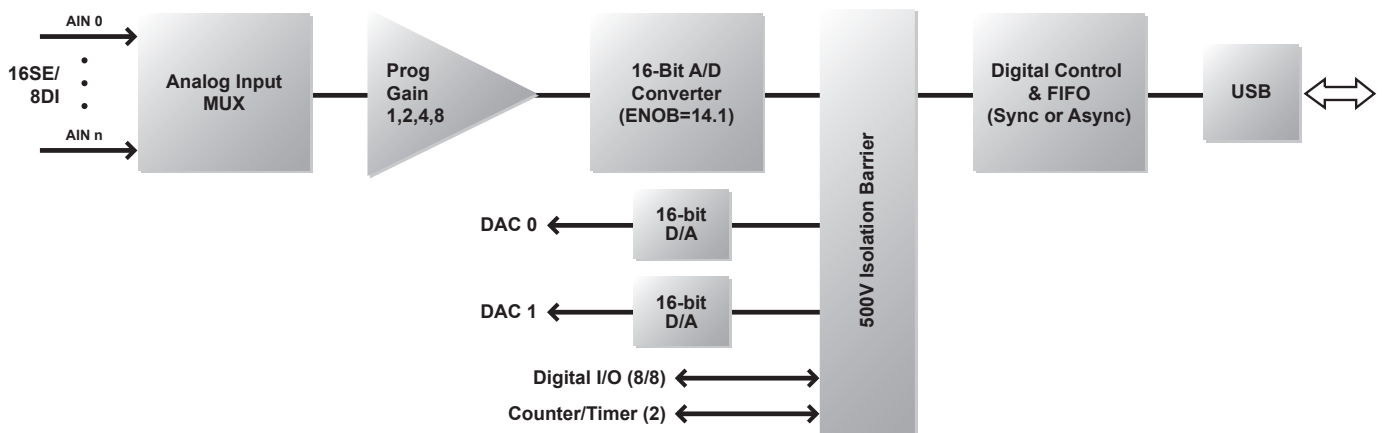 AIN 0
16SE/
8DI
AIN n
Analog Input
MUX
Prog
Gain
1,2,4,8
16-Bit A/D
Converter
(ENOB=14.1)
500V Isolation Barrier
Digital Control
& FIFO
(Sync or Async)
USB
DAC 0
16-bit
D/A
DAC 1
16-bit
D/A
Digital I/O (8/8)
Counter/Timer (2)